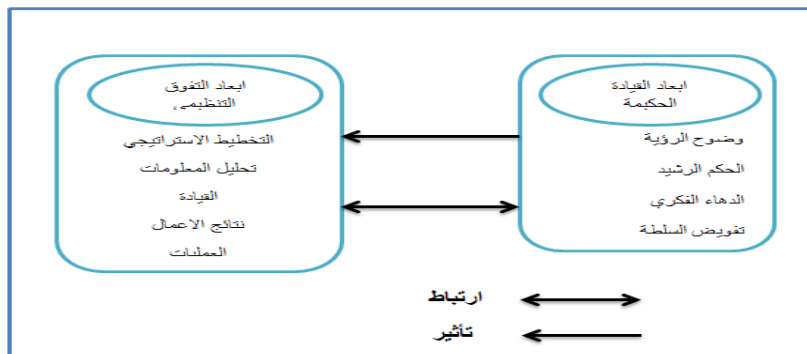 ابعاد القيادة
الحكيمة
وضوح الرؤية
الحكم الرشيد
الدهاء الفكري
تفويض السلطة
ابعاد التفوق
التنظيمي
التخطيط الاستراتيجي
تحليل المعلومات
القيادة
نتائج الاعمال
العمليات
ارتباط
تأثير